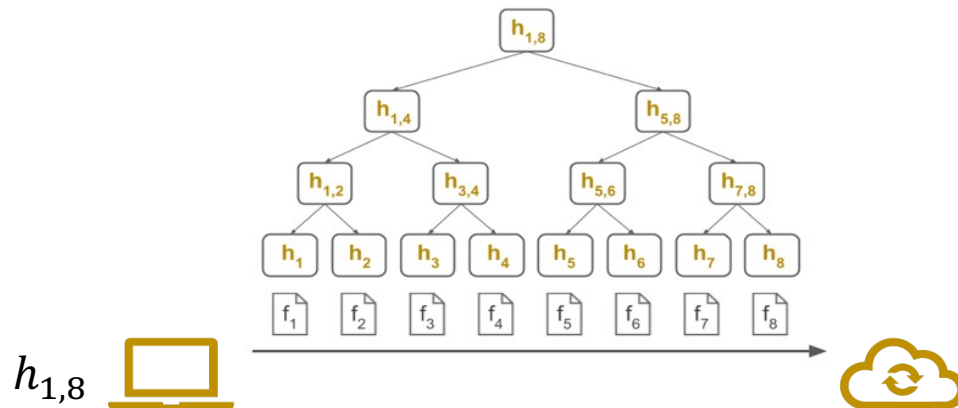 h1,8
h1,4 h5,8
h1,2 h3,4 h5,6 h7,8
h1 h2 h3 h4 h5 h6 h7 h8
f1 f2 f3 f4 f5 f6 f7 f8
h1,8